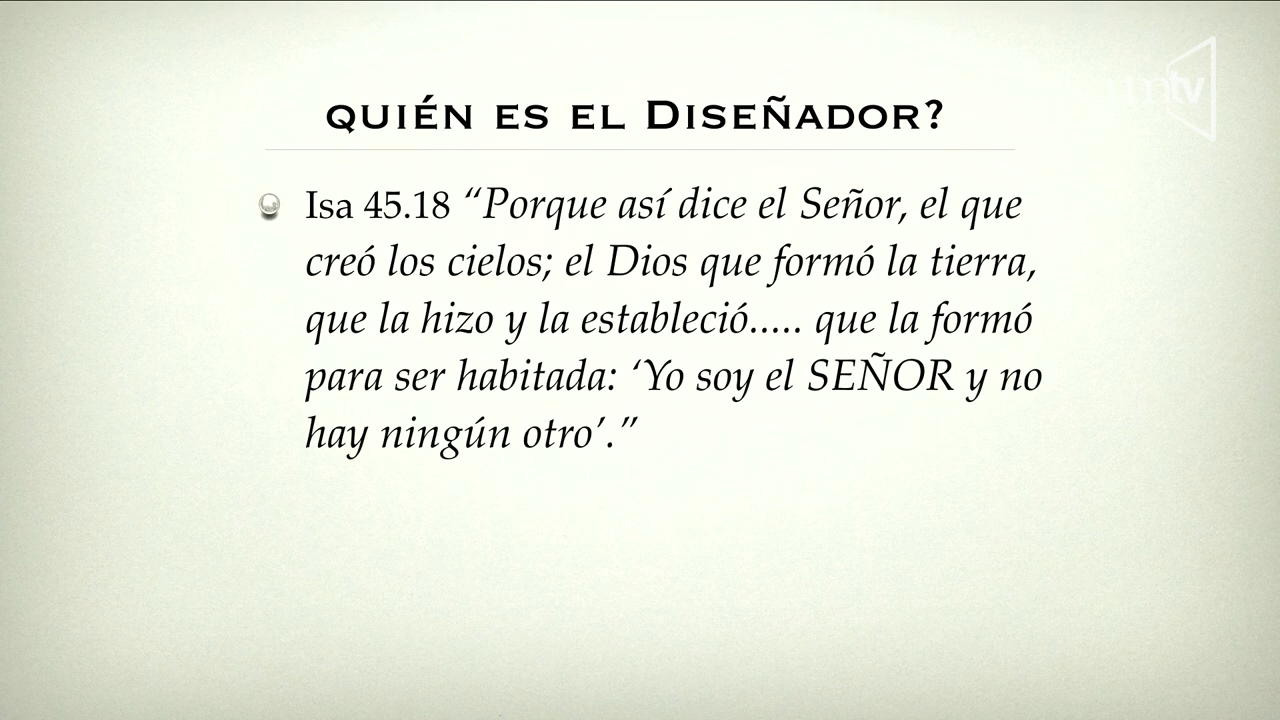 QUIÉN ES EL DISEÑADOR?
Isa 45.18 “Porque así dice el Señor, el que
creó los cielos; el Dios que formó la tierra,
que la hizo y la estableció..... que la formó
para ser habitada: ‘Yo soy el SEÑOR y no
hay ningún otro’.”